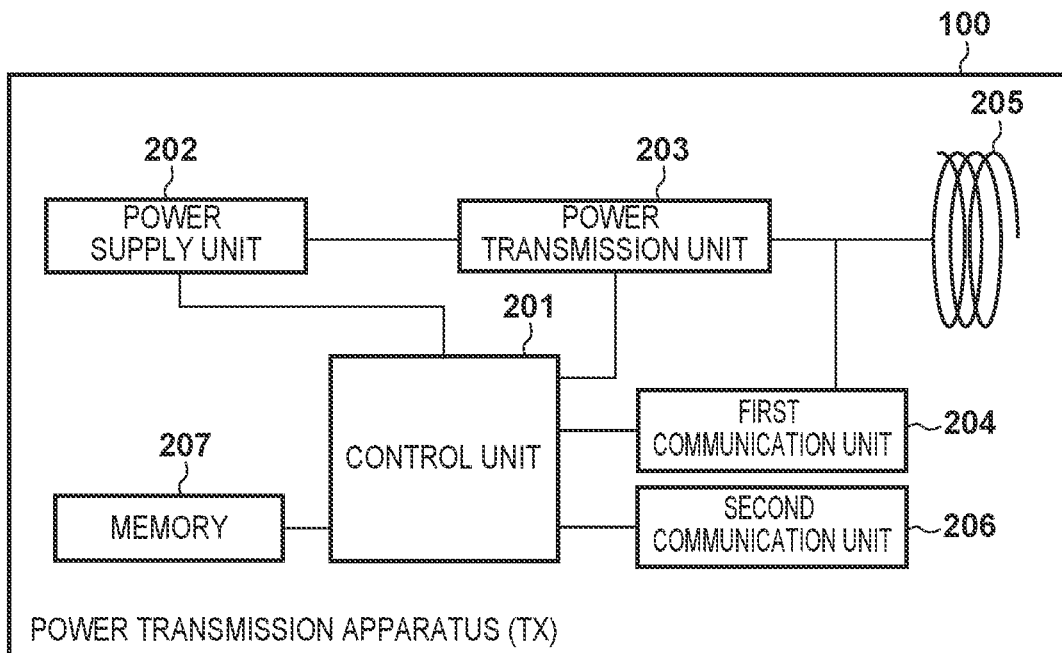 100
205
202
203
POWER
SUPPLY UNIT
POWER
TRANSMISSION UNIT
201
CONTROL UNIT
FIRST
COMMUNICATION UNIT
204
207
MEMORY
SECOND
COMMUNICATION UNIT
206
POWER TRANSMISSION APPARATUS (TX)